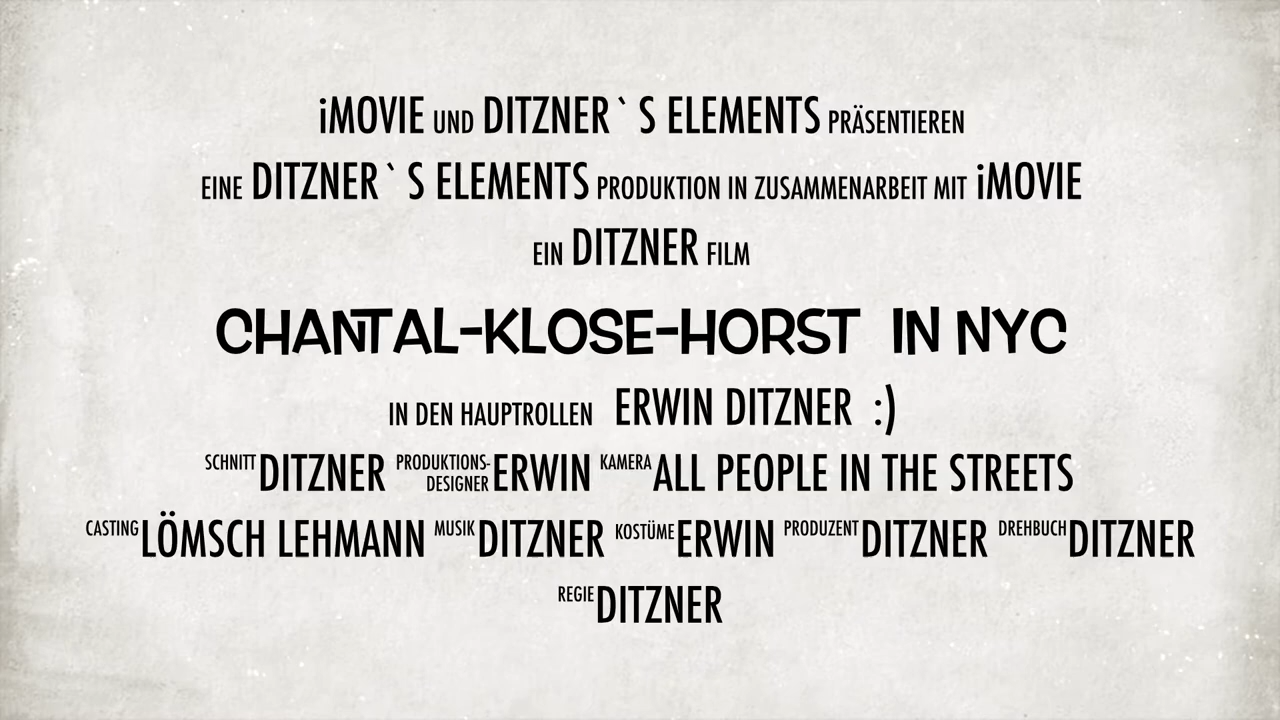 iMOVIE UND DITZNER`S ELEMENTS PRÄSENTIEREN
EINE DITZNER`S ELEMENTS PRODUKTION IN ZUSAMMENARBEIT MIT iMOVIE
EIN DITZNER FILM
CHANTAL-KLOSE-HORST IN NYC
IN DEN HAUPTROLLEN ERWIN DITZNER :)
SCHNITT DITZNER PRODUKTIONS-DESIGNER ERWIN KAMERA ALL PEOPLE IN THE STREETS
CASTING LÖMSCH LEHMANN MUSIK DITZNER KOSTÜME ERWIN PRODUZENT DITZNER DREHBUCH DITZNER
REGIE DITZNER